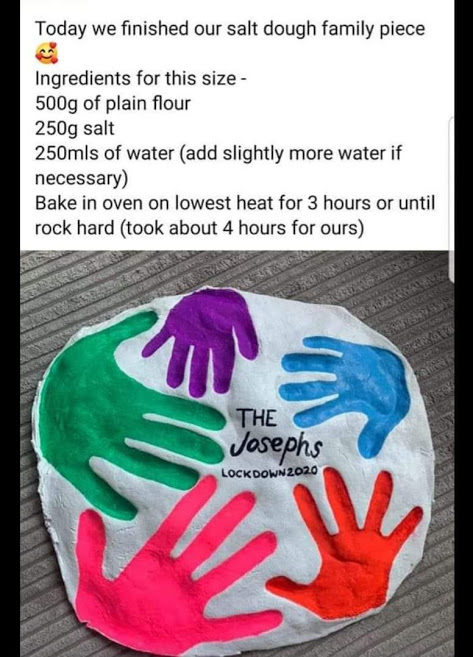 Today we finished our salt dough family piece
🥰
Ingredients for this size -
500g of plain flour
250g salt
250mls of water (add slightly more water if
necessary)
Bake in oven on lowest heat for 3 hours or until
rock hard (took about 4 hours for ours)
THE
Josephs
LOCKDOWN2020